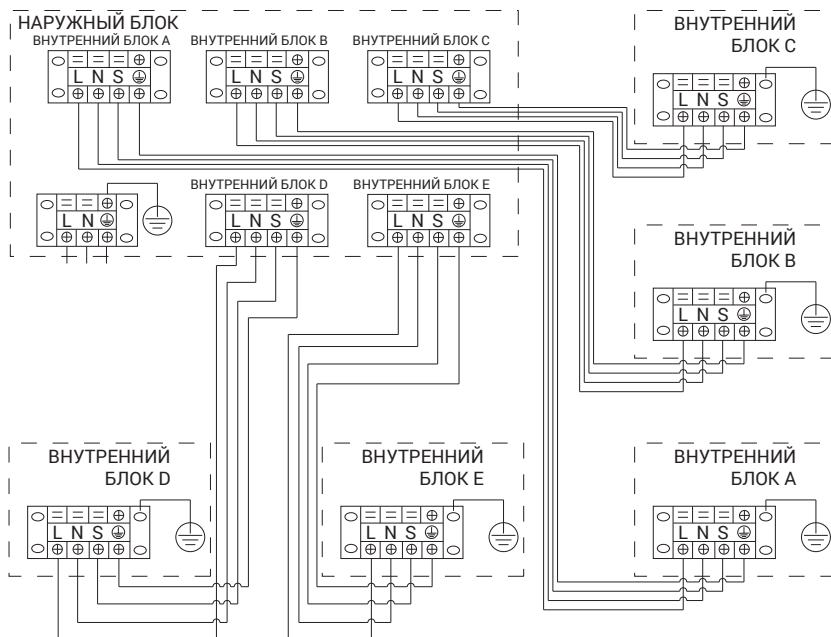 НАРУЖНЫЙ БЛОК
ВНУТРЕННИЙ БЛОК A
ВНУТРЕННИЙ БЛОК B
ВНУТРЕННИЙ БЛОК C
L N S
L N S
L N S
ВНУТРЕННИЙ
БЛОК C
L N S
ВНУТРЕННИЙ БЛОК D
ВНУТРЕННИЙ БЛОК E
L N
L N S
L N S
ВНУТРЕННИЙ
БЛОК B
L N S
ВНУТРЕННИЙ
БЛОК D
L N S
ВНУТРЕННИЙ
БЛОК E
L N S
ВНУТРЕННИЙ
БЛОК A
L N S